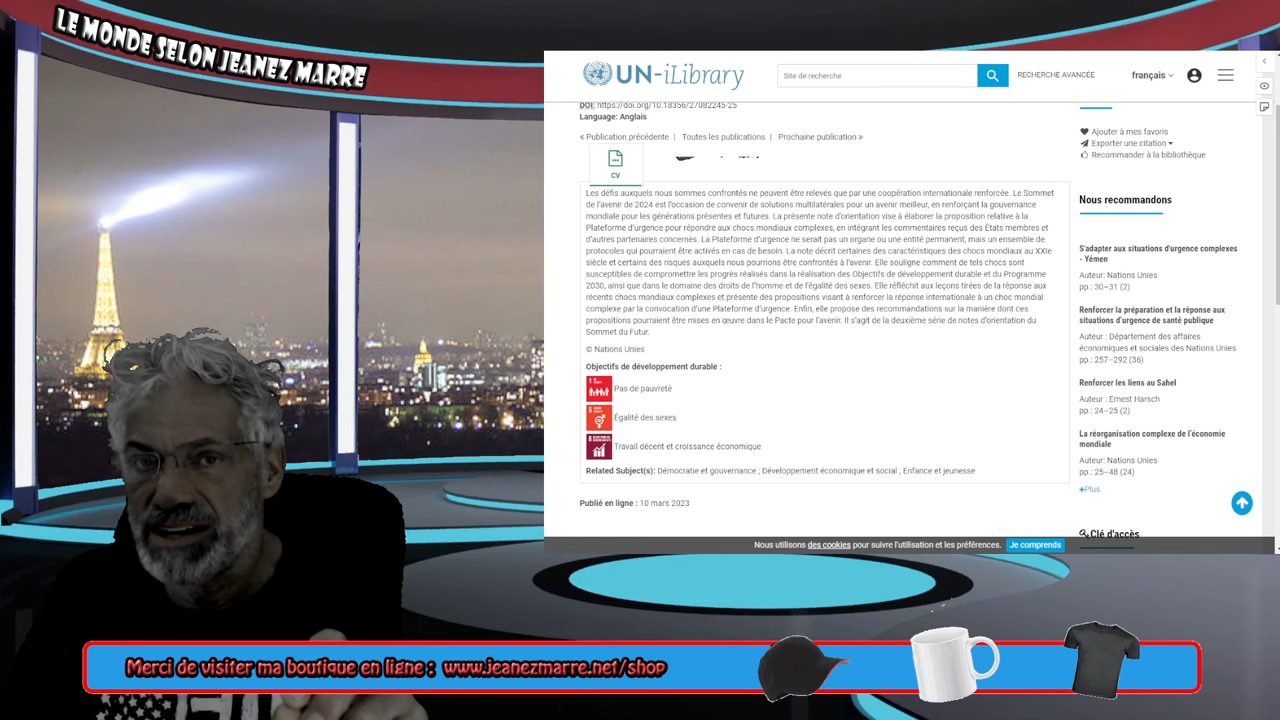 LE MONDE SELON JEANEZ MARRE
UN-iLibrary
Site de recherche
RECHERCHE AVANCÉE
français
DOI: https://doi.org/10.18356/27082245-25
Language: Anglais
« Publication précédente | Toutes les publications | Prochaine publication »
CV
Les défis auxquels nous sommes confrontés ne peuvent être relevés que par une coopération internationale renforcée. Le Sommet
de l'avenir de 2024 est l'occasion de convenir de solutions multilatérales pour un avenir meilleur, en renforçant la gouvernance
mondiale pour les générations présentes et futures. La présente note d'orientation vise à élaborer la proposition relative à la
Plateforme d'urgence pour répondre aux chocs mondiaux complexes, en intégrant les commentaires reçus des États membres et
d'autres partenaires concernés. La Plateforme d'urgence ne serait pas un organe ou une entité permanent, mais un ensemble de
protocoles qui pourraient être activés en cas de besoin. La note décrit certaines des caractéristiques des chocs mondiaux au XXIe
siècle et certains des risques auxquels nous pourrions être confrontés à l'avenir. Elle souligne comment de tels chocs sont
susceptibles de compromettre les progrès réalisés dans la réalisation des Objectifs de développement durable et du Programme
2030, ainsi que dans le domaine des droits de l'homme et de l'égalité des sexes. Elle réfléchit aux leçons tirées de la réponse aux
récents chocs mondiaux complexes et présente des propositions visant à renforcer la réponse internationale à un choc mondial
complexe par la convocation d'une Plateforme d'urgence. Enfin, elle propose des recommandations sur la manière dont ces
propositions pourraient être mises en œuvre dans le Pacte pour l'avenir. Il s'agit de la deuxième série de notes d'orientation du
Sommet du Futur.
© Nations Unies
Objectifs de développement durable :
Pas de pauvreté
Égalité des sexes
Travail décent et croissance économique
Related Subject(s): Démocratie et gouvernance ; Développement économique et social ; Enfance et jeunesse
Publié en ligne : 10 mars 2023
Ajouter à mes favoris
Exporter une citation
Recommander à la bibliothèque
Nous recommandons
S'adapter aux situations d'urgence complexes
- Yémen
Auteur: Nations Unies
pp.: 30–31 (2)
Renforcer la préparation et la réponse aux
situations d'urgence de santé publique
Auteur : Département des affaires
économiques et sociales des Nations Unies
pp.: 257–292 (36)
Renforcer les liens au Sahel
Auteur : Ernest Harsch
pp.: 24–25 (2)
La réorganisation complexe de l'économie
mondiale
Auteur: Nations Unies
pp.: 25–48 (24)
+Plus
Clé d'accès
Nous utilisons des cookies pour suivre l'utilisation et les préférences. Je comprends
Merci de visiter ma boutique en ligne : www.jeanezmarre.net/shop